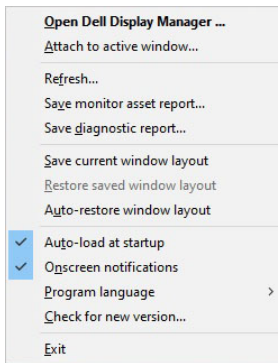 Open Dell Display Manager ...
Attach to active window...
Refresh...
Save monitor asset report...
Save diagnostic report...
Save current window layout
Restore saved window layout
Auto-restore window layout
Auto-load at startup
Onscreen notifications
Program language
Check for new version...
Exit